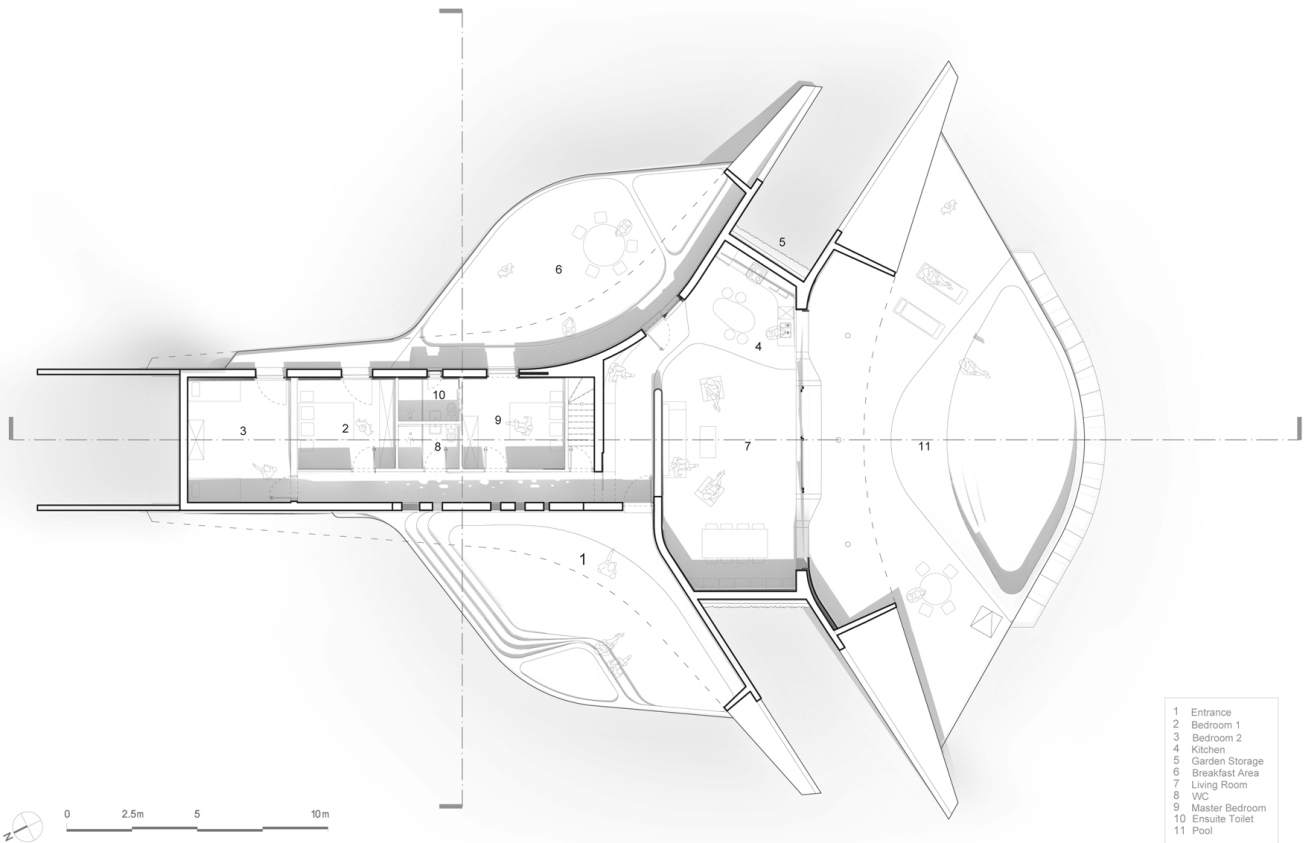 5
6
4
10
3
2
9
8
7
11
1
1 Entrance
2 Bedroom 1
3 Bedroom 2
4 Kitchen
5 Garden Storage
6 Breakfast Area
7 Living Room
8 WC
9 Master Bedroom
10 Ensuite Toilet
11 Pool
0 2.5m 5 10m
N